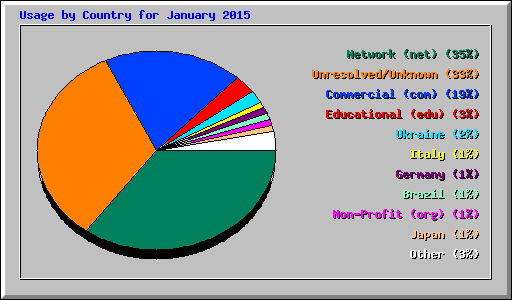 Usage by Country for January 2015
Network (net) (35%)
Unresolved/Unknown (33%)
Commercial (com) (19%)
Educational (edu) (3%)
Ukraine (2%)
Italy (1%)
Germany (1%)
Brazil (1%)
Non-Profit (org) (1%)
Japan (1%)
Other (3%)